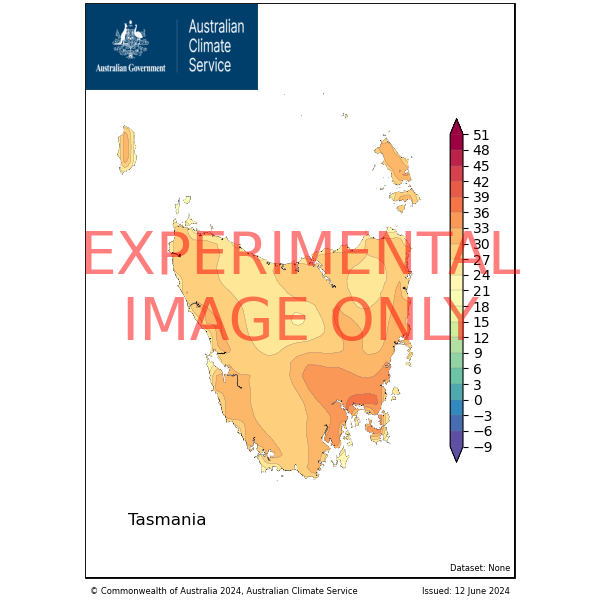 Australian Government
Australian
Climate
Service
51
48
45
42
39
36
33
30
27
24
21
18
15
12
9
6
3
0
−3
−6
−9
EXPERIMENTAL
IMAGE ONLY
Tasmania
Dataset: None
© Commonwealth of Australia 2024, Australian Climate Service
Issued: 12 June 2024